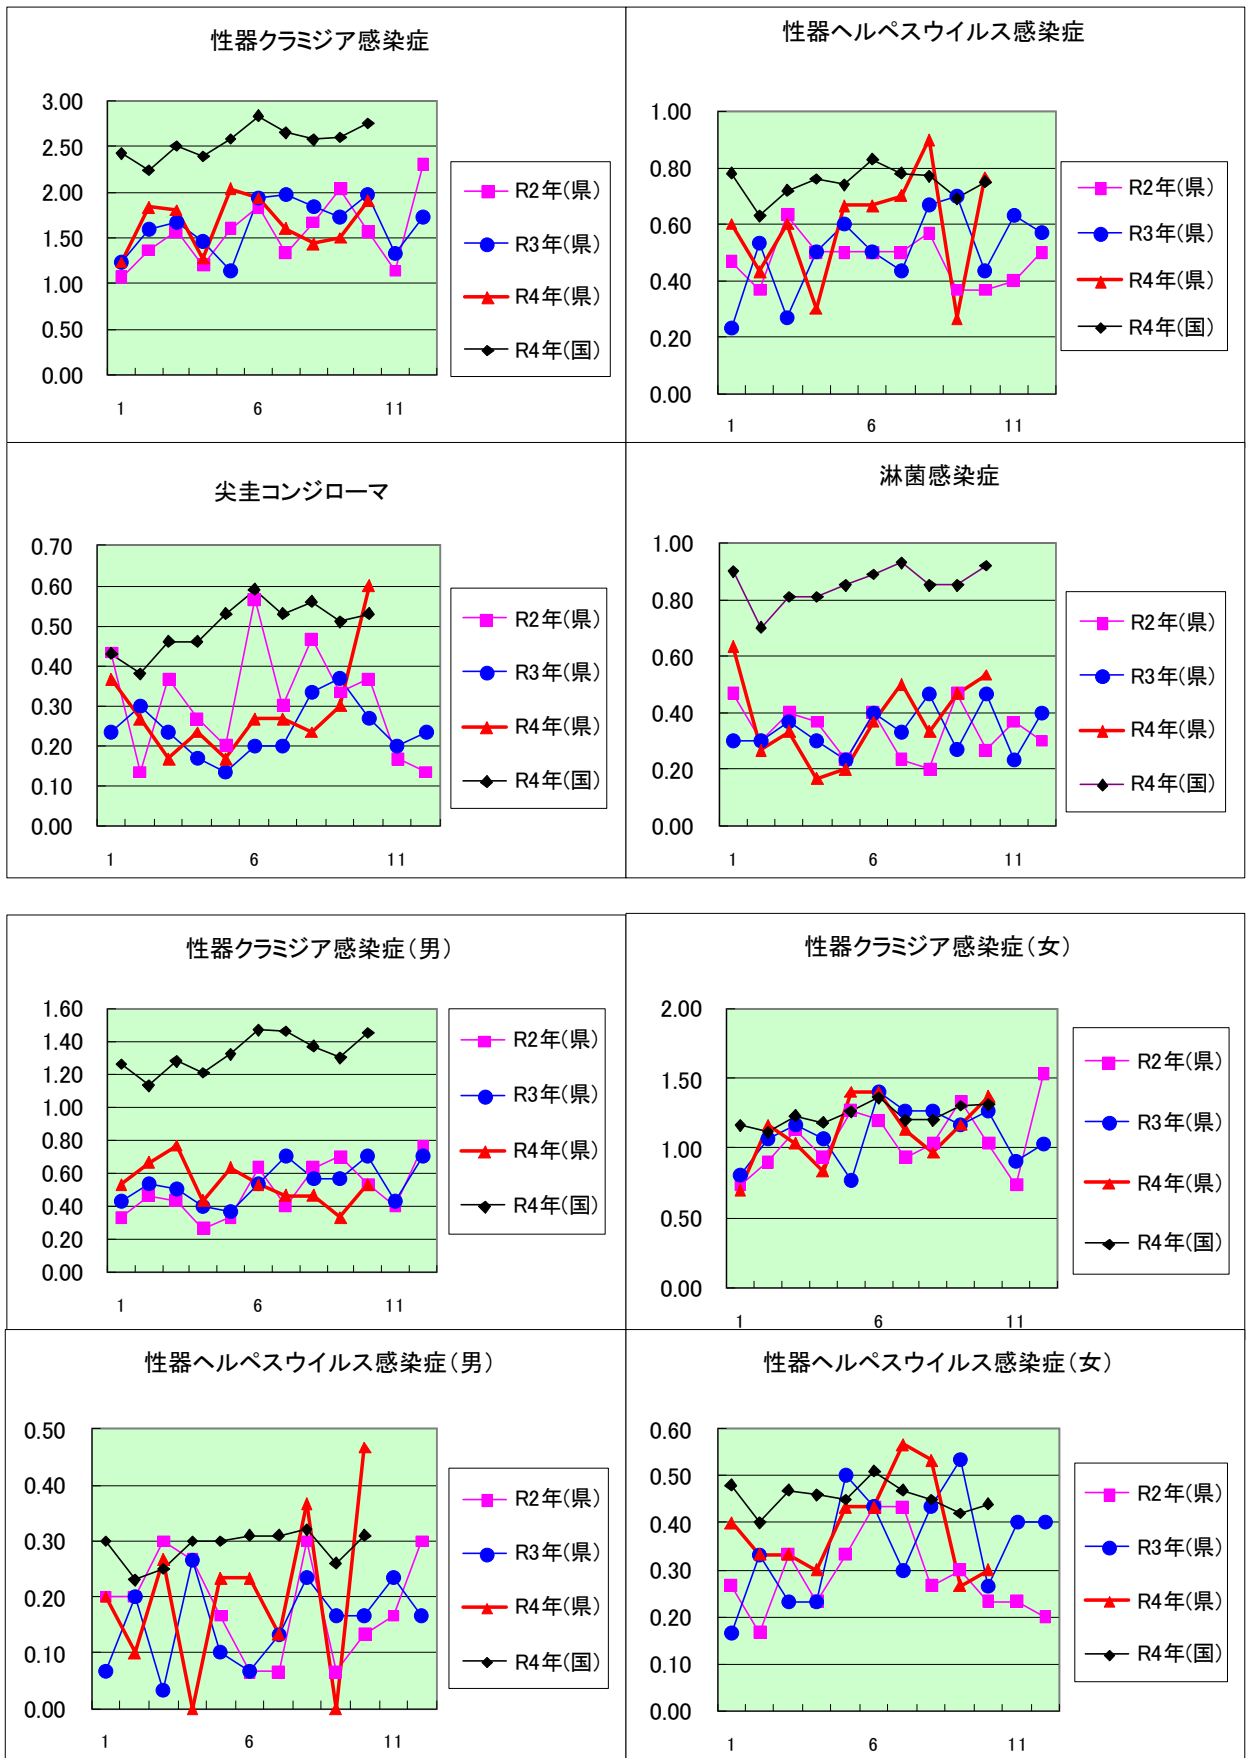 性器クラミジア感染症
3.00
2.50
2.00
1.50
1.00
0.50
0.00
1 6 11
R2年(県)
R3年(県)
R4年(県)
R4年(国)
性器ヘルペスウイルス感染症
1.00
0.80
0.60
0.40
0.20
0.00
1 6 11
R2年(県)
R3年(県)
R4年(県)
R4年(国)
尖圭コンジローマ
0.70
0.60
0.50
0.40
0.30
0.20
0.10
0.00
1 6 11
R2年(県)
R3年(県)
R4年(県)
R4年(国)
淋菌感染症
1.00
0.80
0.60
0.40
0.20
0.00
1 6 11
R2年(県)
R3年(県)
R4年(県)
R4年(国)
性器クラミジア感染症(男)
1.60
1.40
1.20
1.00
0.80
0.60
0.40
0.20
0.00
1 6 11
R2年(県)
R3年(県)
R4年(県)
R4年(国)
性器クラミジア感染症(女)
2.00
1.50
1.00
0.50
0.00
1 6 11
R2年(県)
R3年(県)
R4年(県)
R4年(国)
性器ヘルペスウイルス感染症(男)
0.50
0.40
0.30
0.20
0.10
0.00
1 6 11
R2年(県)
R3年(県)
R4年(県)
R4年(国)
性器ヘルペスウイルス感染症(女)
0.60
0.50
0.40
0.30
0.20
0.10
0.00
1 6 11
R2年(県)
R3年(県)
R4年(県)
R4年(国)